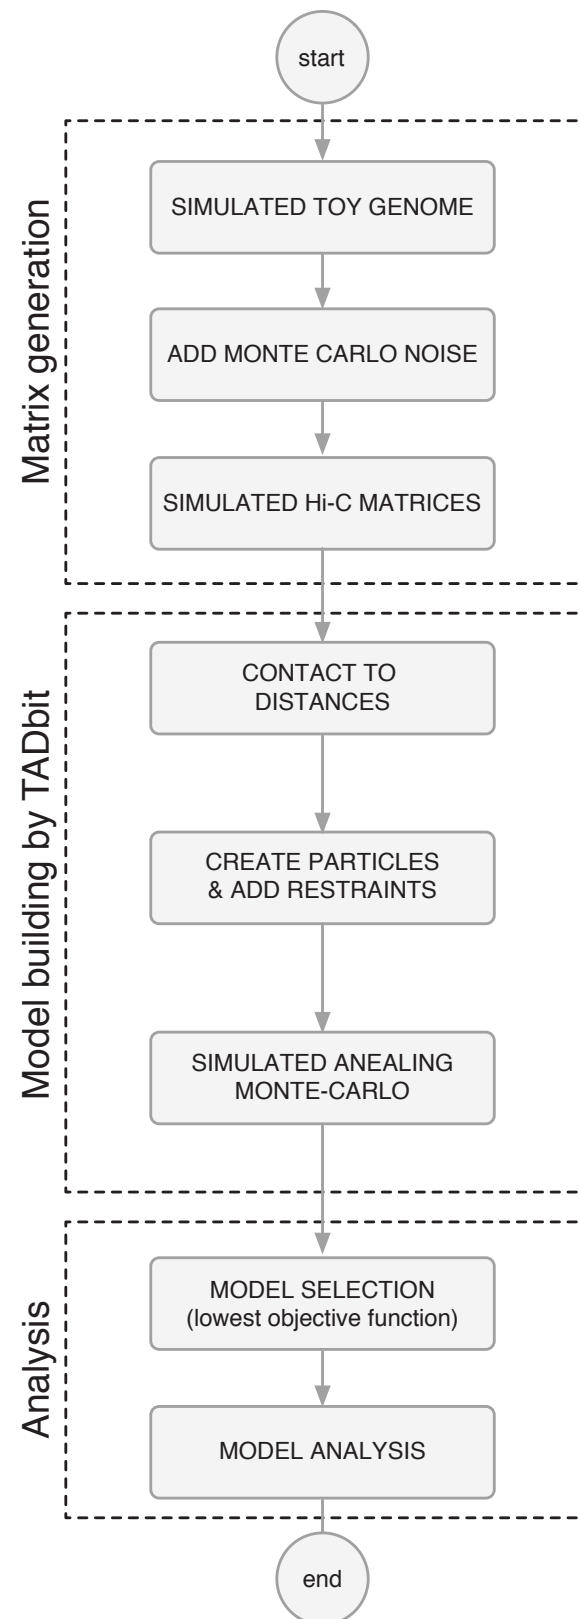 start
Matrix generation
SIMULATED TOY GENOME
ADD MONTE CARLO NOISE
SIMULATED Hi-C MATRICES
Model building by TADbit
CONTACT TO
DISTANCES
CREATE PARTICLES
& ADD RESTRAINTS
SIMULATED ANEALING
MONTE-CARLO
Analysis
MODEL SELECTION
(lowest objective function)
MODEL ANALYSIS
end